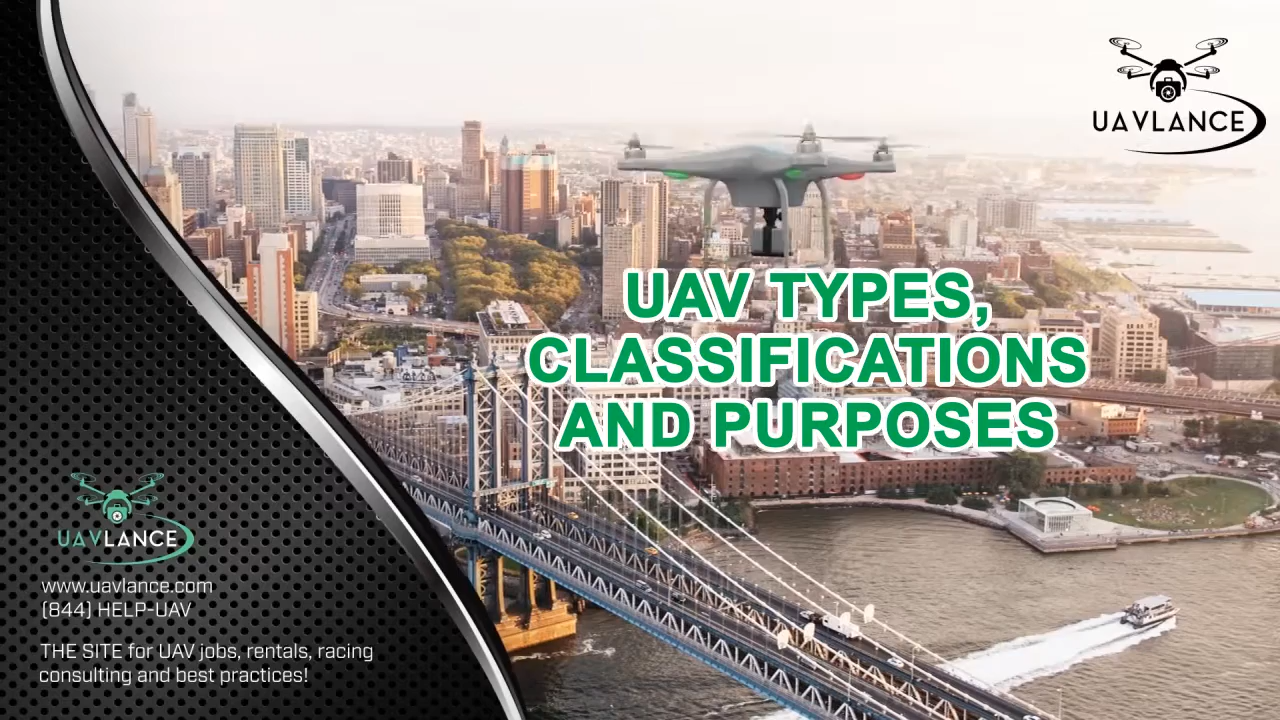 UAVLANCE
UAV TYPES,
CLASSIFICATIONS
AND PURPOSES
UAVLANCE
www.uavlance.com
(844) HELP-UAV
THE SITE for UAV jobs, rentals, racing
consulting and best practices!